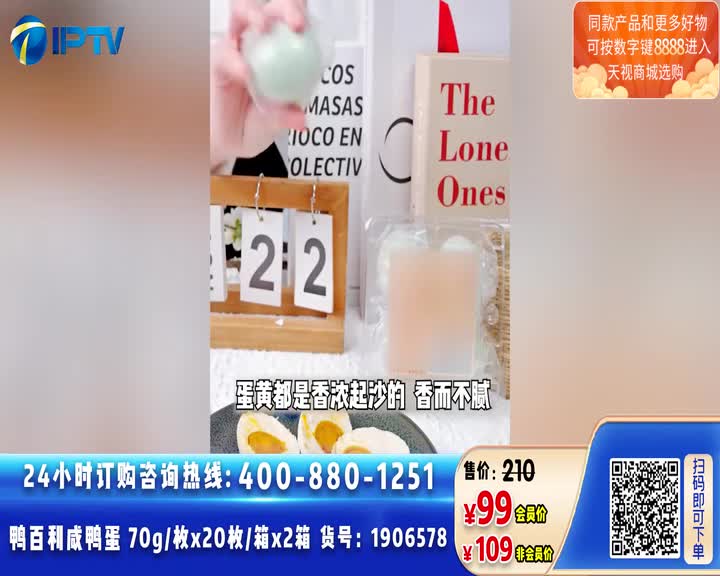 IPTV
同款产品和更多好物
可按数字键8888进入
天视商城选购
COS
MASAS
RIOCO EN
COLECTIV
The
Lone
Ones
2 2
蛋黄都是香浓起沙的 香而不腻
24小时订购咨询热线:400-880-1251
鸭百利咸鸭蛋 70g/枚x20枚/箱x2箱 货号：1906578
售价：210
¥99会员价
¥109非会员价
扫码即可下单